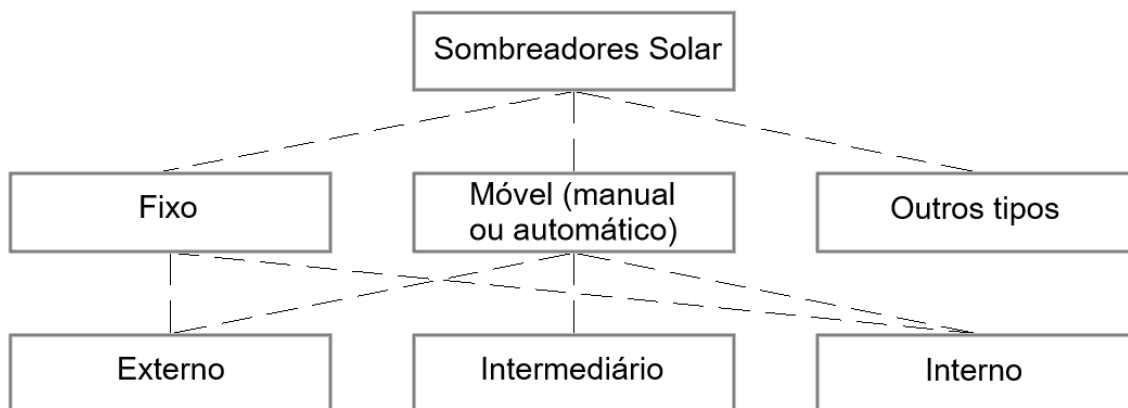 Sombreadores Solar
Fixo
Móvel (manual
ou automático)
Outros tipos
Externo
Intermediário
Interno